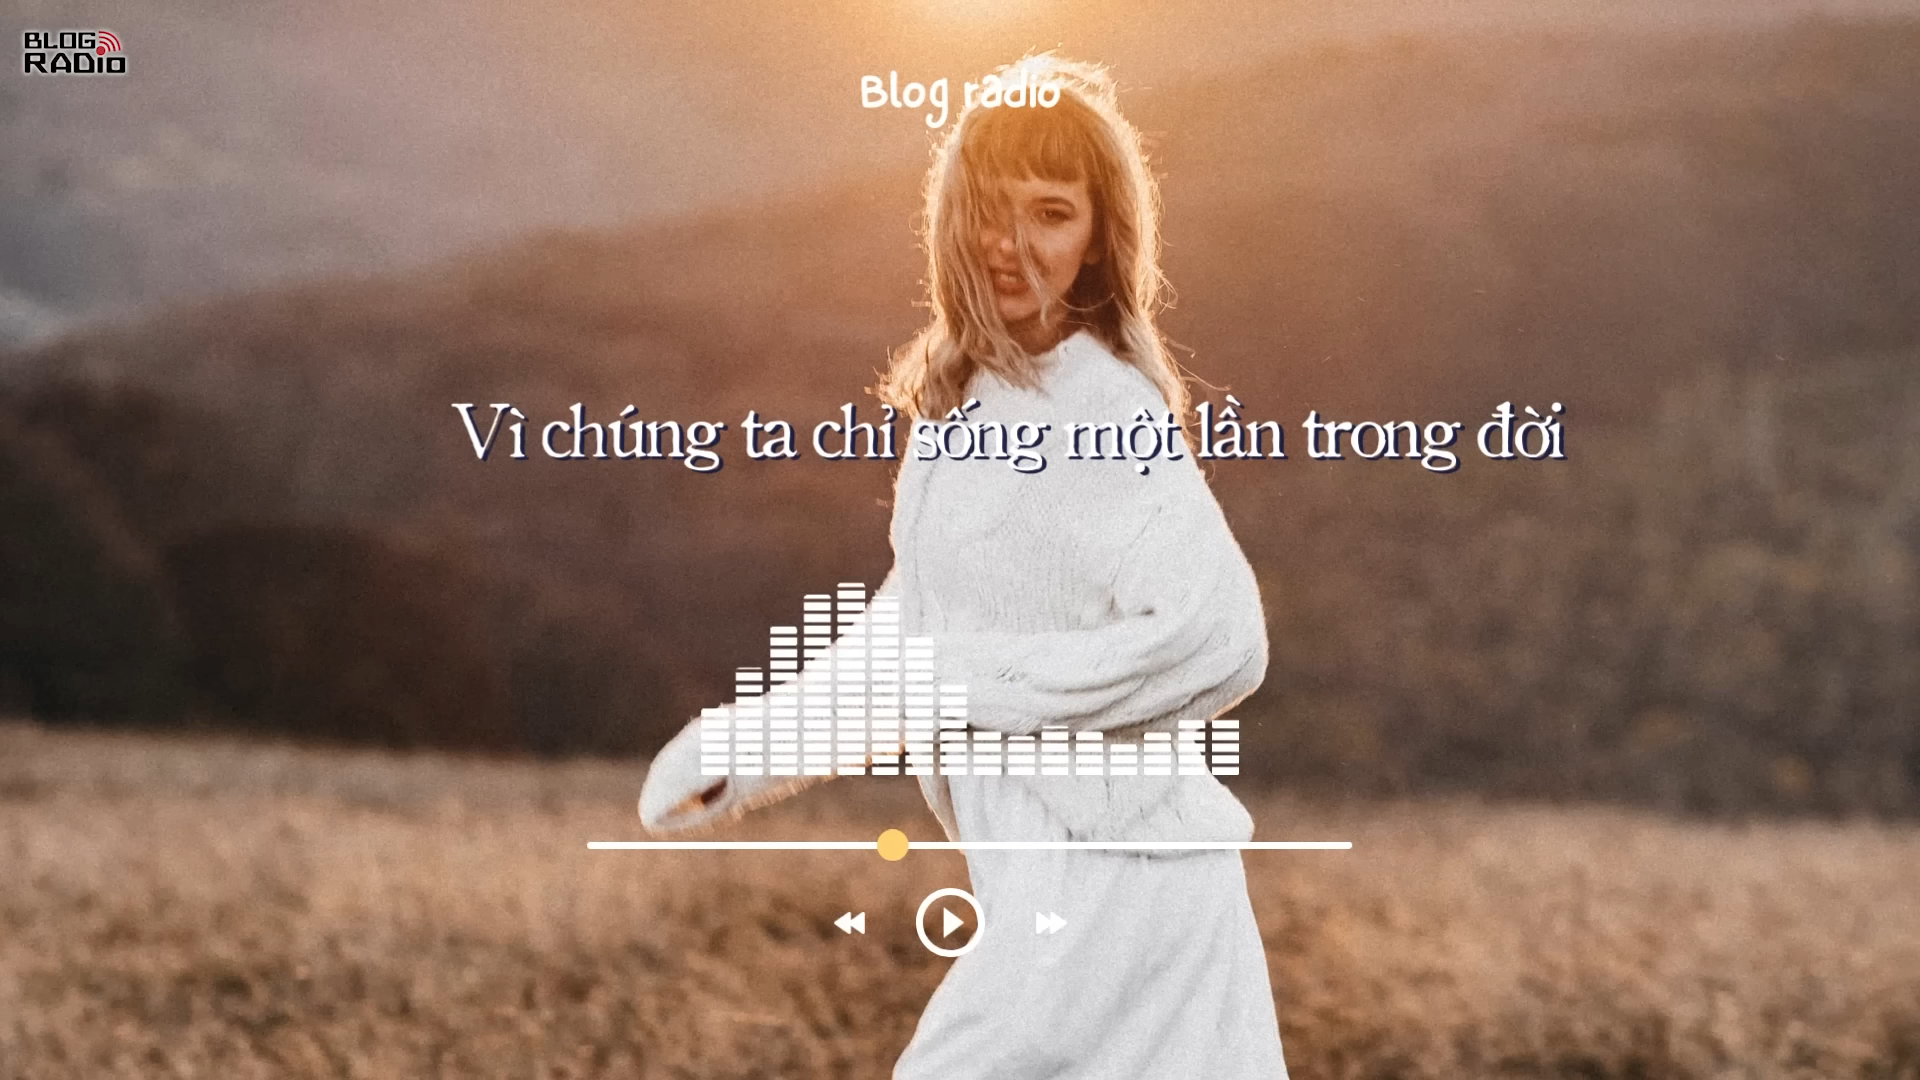 BLOG
RADIO
Blog radio
Vì chúng ta chỉ sống một lần trong đời